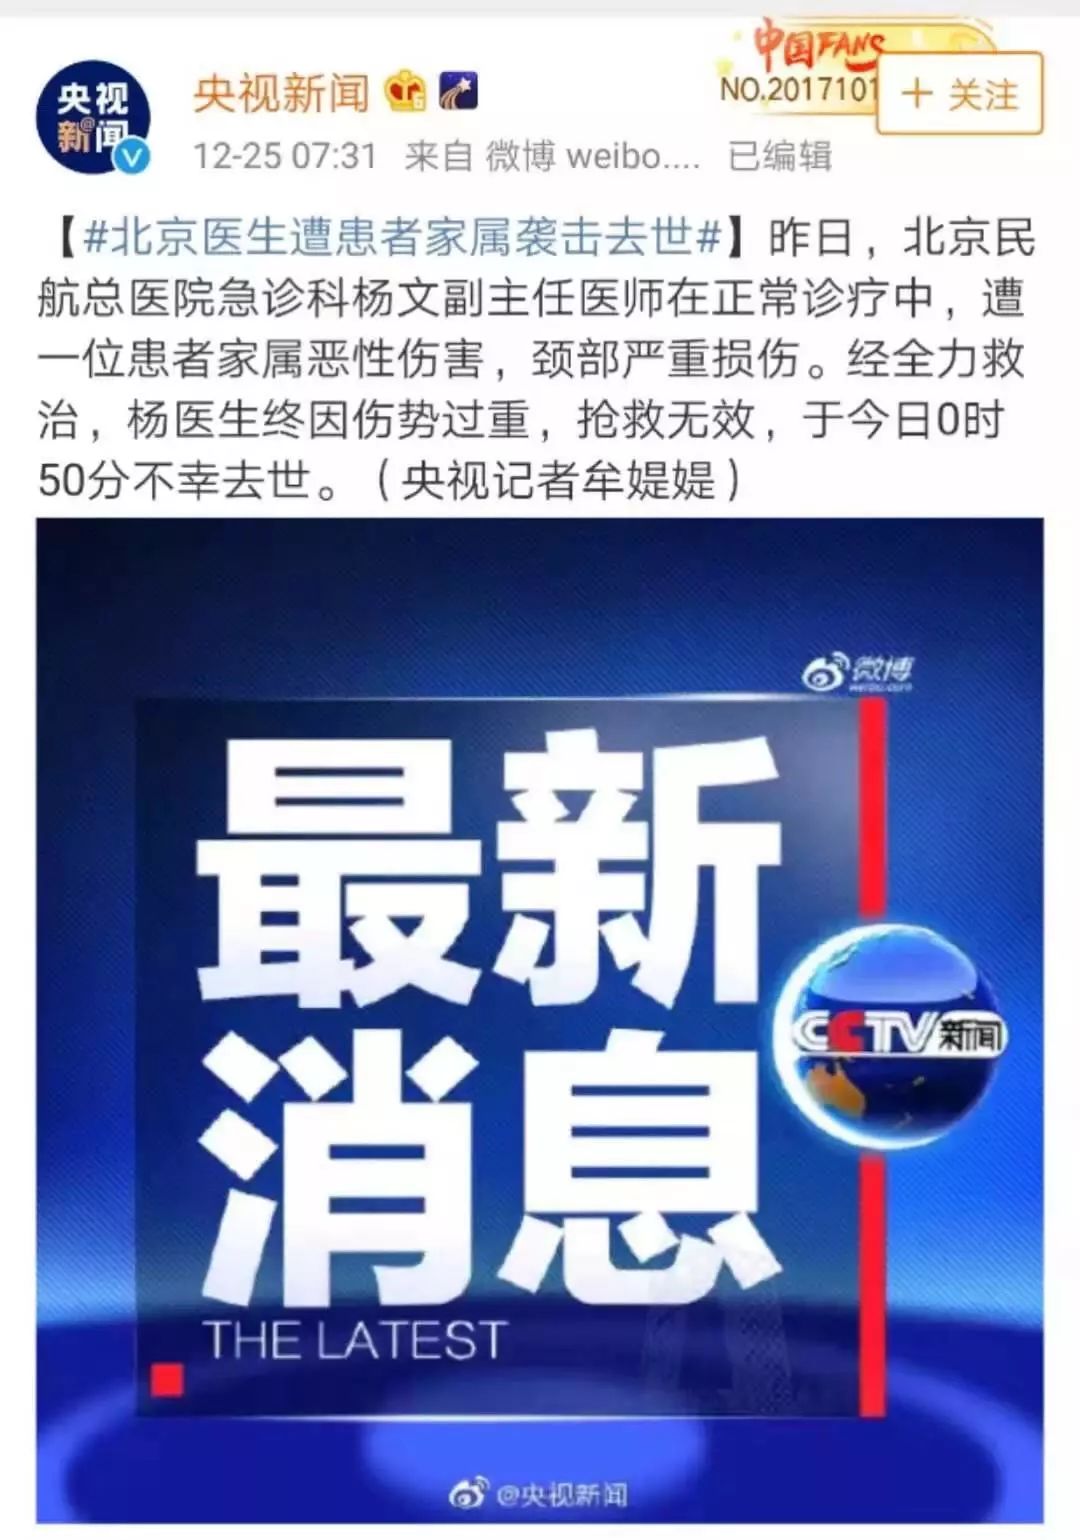 中国FANS
NO.2017101
央视新闻
+ 关注
央视
新@闻
12-25 07:31 来自 微博 weibo.... 已编辑
【#北京医生遭患者家属袭击去世#】昨日，北京民
航总医院急诊科杨文副主任医师在正常诊疗中，遭
一位患者家属恶性伤害，颈部严重损伤。经全力救
治，杨医生终因伤势过重，抢救无效，于今日0时
50分不幸去世。（央视记者牟媞媞）
微博
weibo.com
最新
消息
CCTV新闻
THE LATEST
@央视新闻